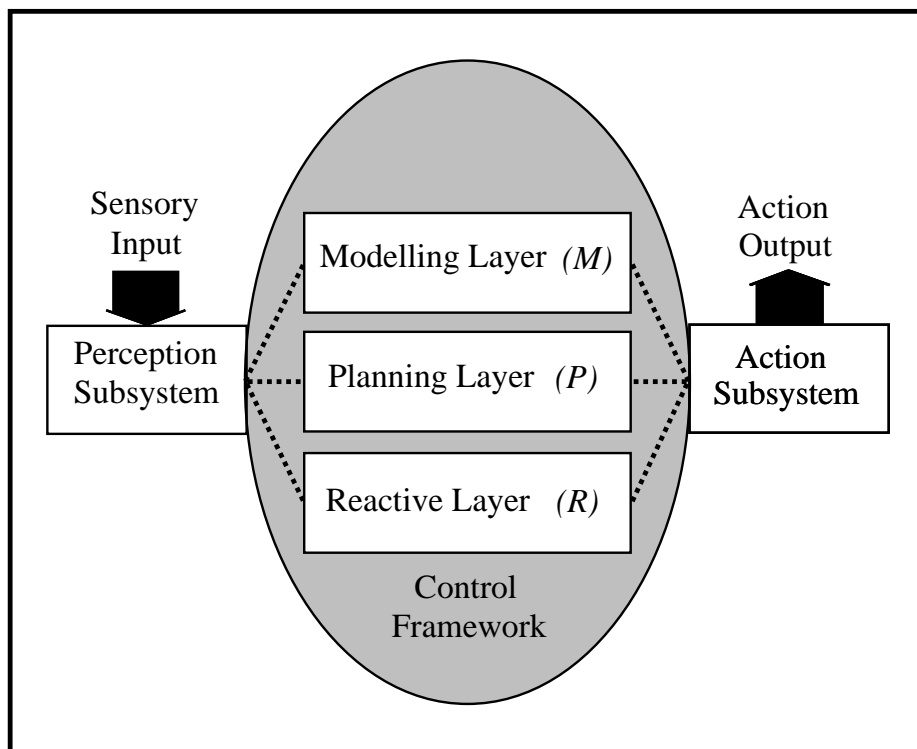 Sensory
Input
Perception
Subsystem
Modelling Layer (M)
Planning Layer (P)
Reactive Layer (R)
Control
Framework
Action
Output
Action
Subsystem